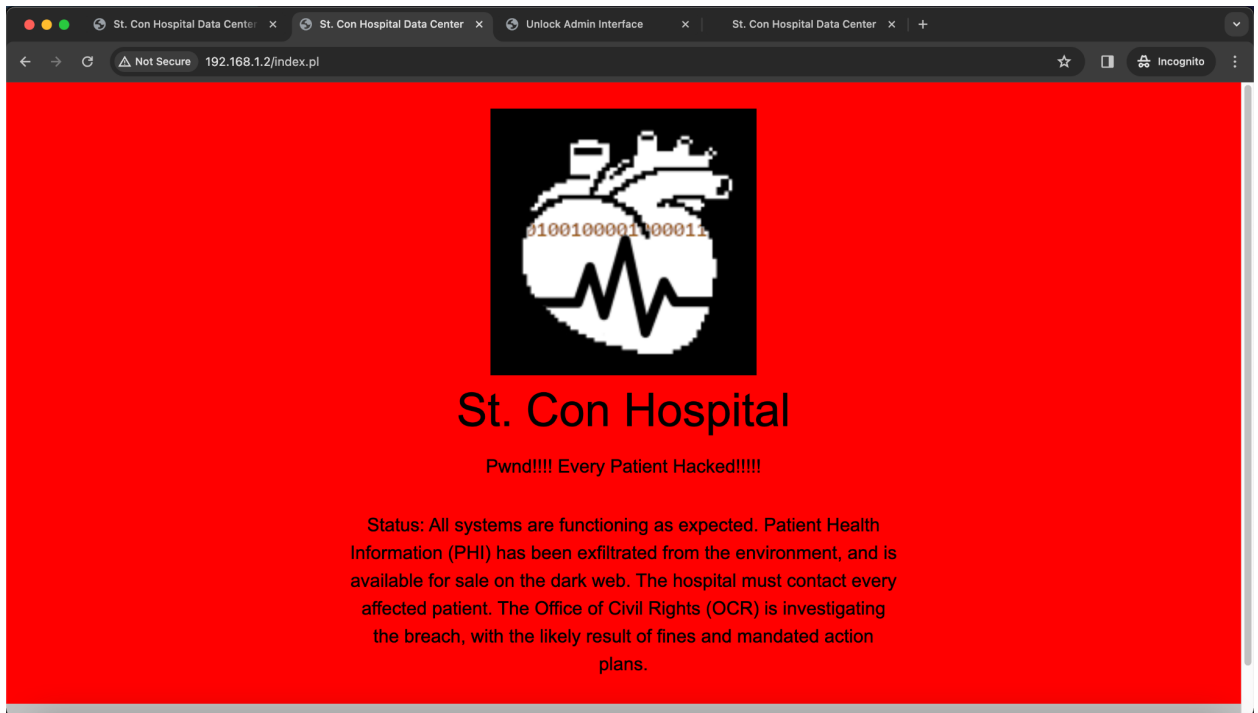 St. Con Hospital Data Center
St. Con Hospital Data Center
Unlock Admin Interface
St. Con Hospital Data Center
Not Secure
192.168.1.2/index.pl
Incognito
0100100001000011
St. Con Hospital
Pwnd!!!! Every Patient Hacked!!!!!
Status: All systems are functioning as expected. Patient Health
Information (PHI) has been exfiltrated from the environment, and is
available for sale on the dark web. The hospital must contact every
affected patient. The Office of Civil Rights (OCR) is investigating
the breach, with the likely result of fines and mandated action
plans.